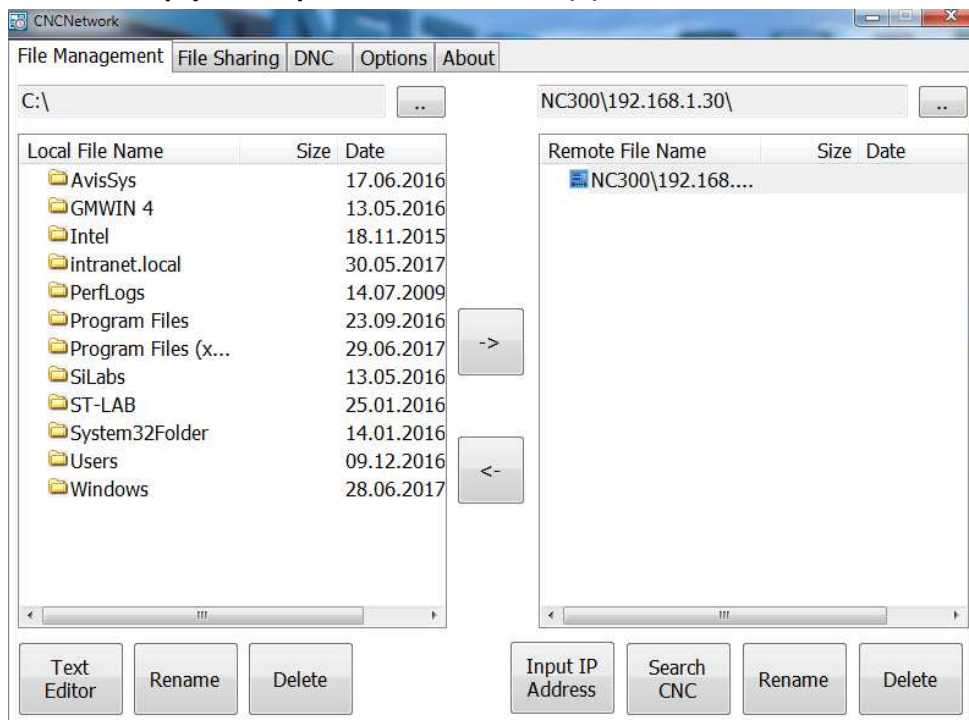 CNCNetwork
File Management File Sharing DNC Options About
C:\ ..
NC300\192.168.1.30\ ..
Local File Name Size Date
AvisSys 17.06.2016
GMWIN 4 13.05.2016
Intel 18.11.2015
intranet.local 30.05.2017
PerfLogs 14.07.2009
Program Files 23.09.2016
Program Files (x... 29.06.2017
SiLabs 13.05.2016
ST-LAB 25.01.2016
System32Folder 14.01.2016
Users 09.12.2016
Windows 28.06.2017
->
<-
Remote File Name Size Date
NC300\192.168....
Text
Editor
Rename
Delete
Input IP
Address
Search
CNC
Rename
Delete